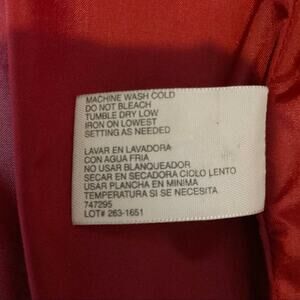 MACHINE WASH COLD
DO NOT BLEACH
TUMBLE DRY LOW
IRON ON LOWEST
SETTING AS NEEDED
LAVAR EN LAVADORA
CON AGUA FRIA
NO USAR BLANQUEADOR
SECAR EN SECADORA CICLO LENTO
USAR PLANCHA EN MINIMA
TEMPERATURA SI SE NECESITA
747295
LOT# 263-1651